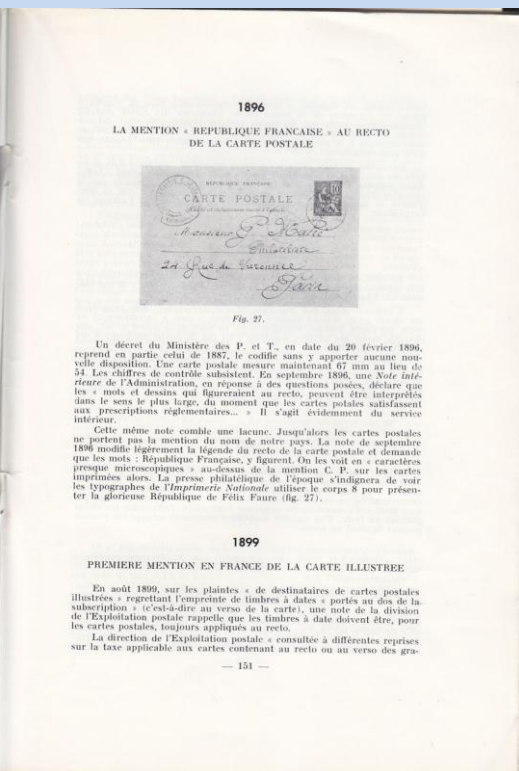 1896
LA MENTION « REPUBLIQUE FRANCAISE » AU RECTO
DE LA CARTE POSTALE
REPUBLIQUE FRANÇAISE
CARTE POSTALE
Monsieur G. Mari
Philatéliste
24 Rue de Varenne
Paris
Fig. 27.
Un décret du Ministère des P. et T., en date du 20 février 1896,
reprend en partie celui de 1887, le codifie sans y apporter aucune nou-
velle disposition. Une carte postale mesure maintenant 67 mm au lieu de
54. Les chiffres de contrôle subsistent. En septembre 1896, une Note inté-
rieure de l'Administration, en réponse à des questions posées, déclare que
les « mots et dessins qui figureraient au recto, peuvent être interprétés
dans le sens le plus large, du moment que les cartes potales satisfassent
aux prescriptions réglementaires... » Il s'agit évidemment du service
intérieur.
Cette même note comble une lacune. Jusqu'alors les cartes postales
ne portent pas la mention du nom de notre pays. La note de septembre
1896 modifie légèrement la légende du recto de la carte postale et demande
que les mots : République Française, y figurent. On les voit en « caractères
presque microscopiques » au-dessus de la mention C. P. sur les cartes
imprimées alors. La presse philatélique de l'époque s'indignera de voir
les typographes de l'Imprimerie Nationale utiliser le corps 8 pour présen-
ter la glorieuse République de Félix Faure (fig. 27).
1899
PREMIERE MENTION EN FRANCE DE LA CARTE ILLUSTREE
En août 1899, sur les plaintes « de destinataires de cartes postales
illustrées » regrettant l'empreinte de timbres à dates « portés au dos de la
subscription » (c'est-à-dire au verso de la carte), une note de la division
de l'Exploitation postale rappelle que les timbres à date doivent être, pour
les cartes postales, toujours appliqués au recto.
La direction de l'Exploitation postale « consultée à différentes reprises
sur la taxe applicable aux cartes contenant au recto ou au verso des gra-
— 151 —